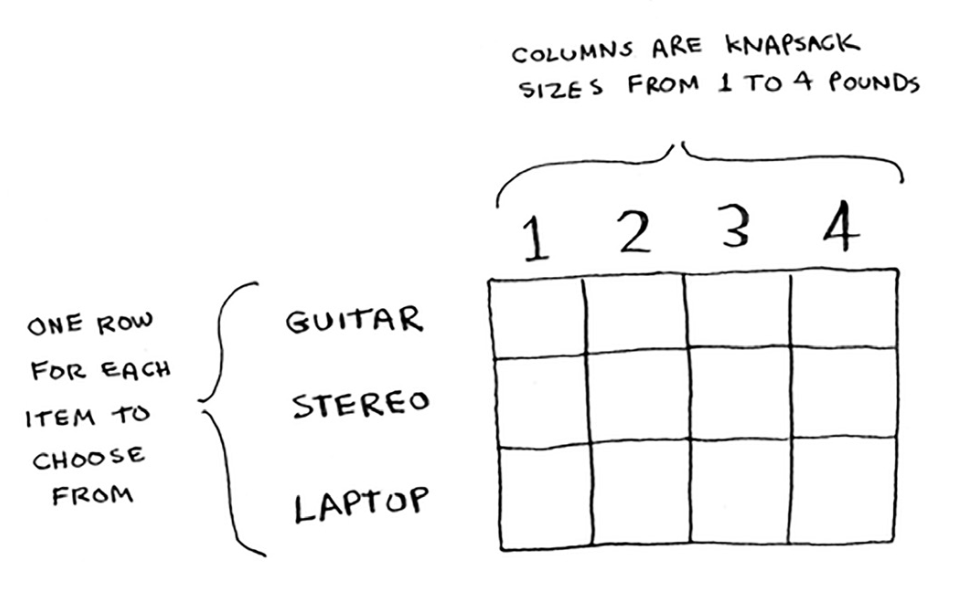 COLUMNS ARE KNAPSACK
SIZES FROM 1 TO 4 POUNDS
1 2 3 4
ONE ROW
FOR EACH
ITEM TO
CHOOSE
FROM
GUITAR
STEREO
LAPTOP